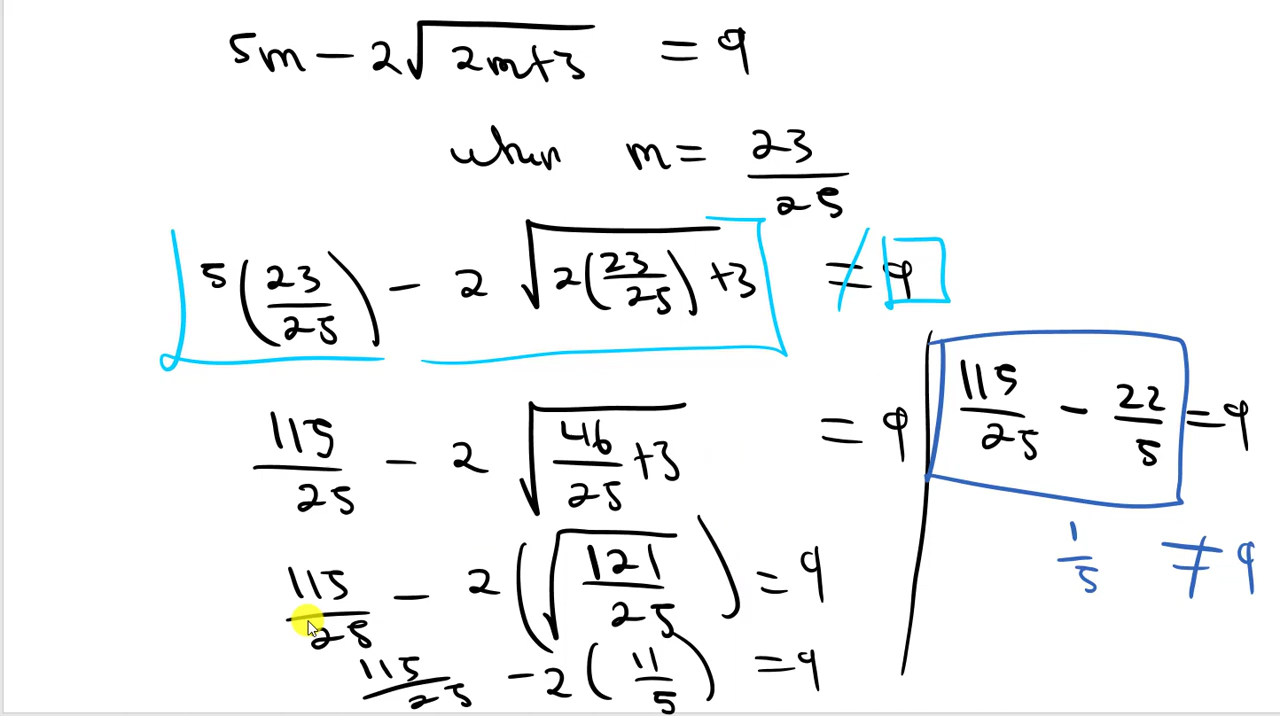 5m - 2√(2m+3) = 9
when m = 23/25
5(23/25) - 2√(2(23/25)+3) ≠ 9
115/25 - 2√(46/25+3) = 9
115/25 - 2(√(121/25)) = 9
115/25 - 2(11/5) = 9
115/25 - 22/5 = 9
1/5 ≠ 9